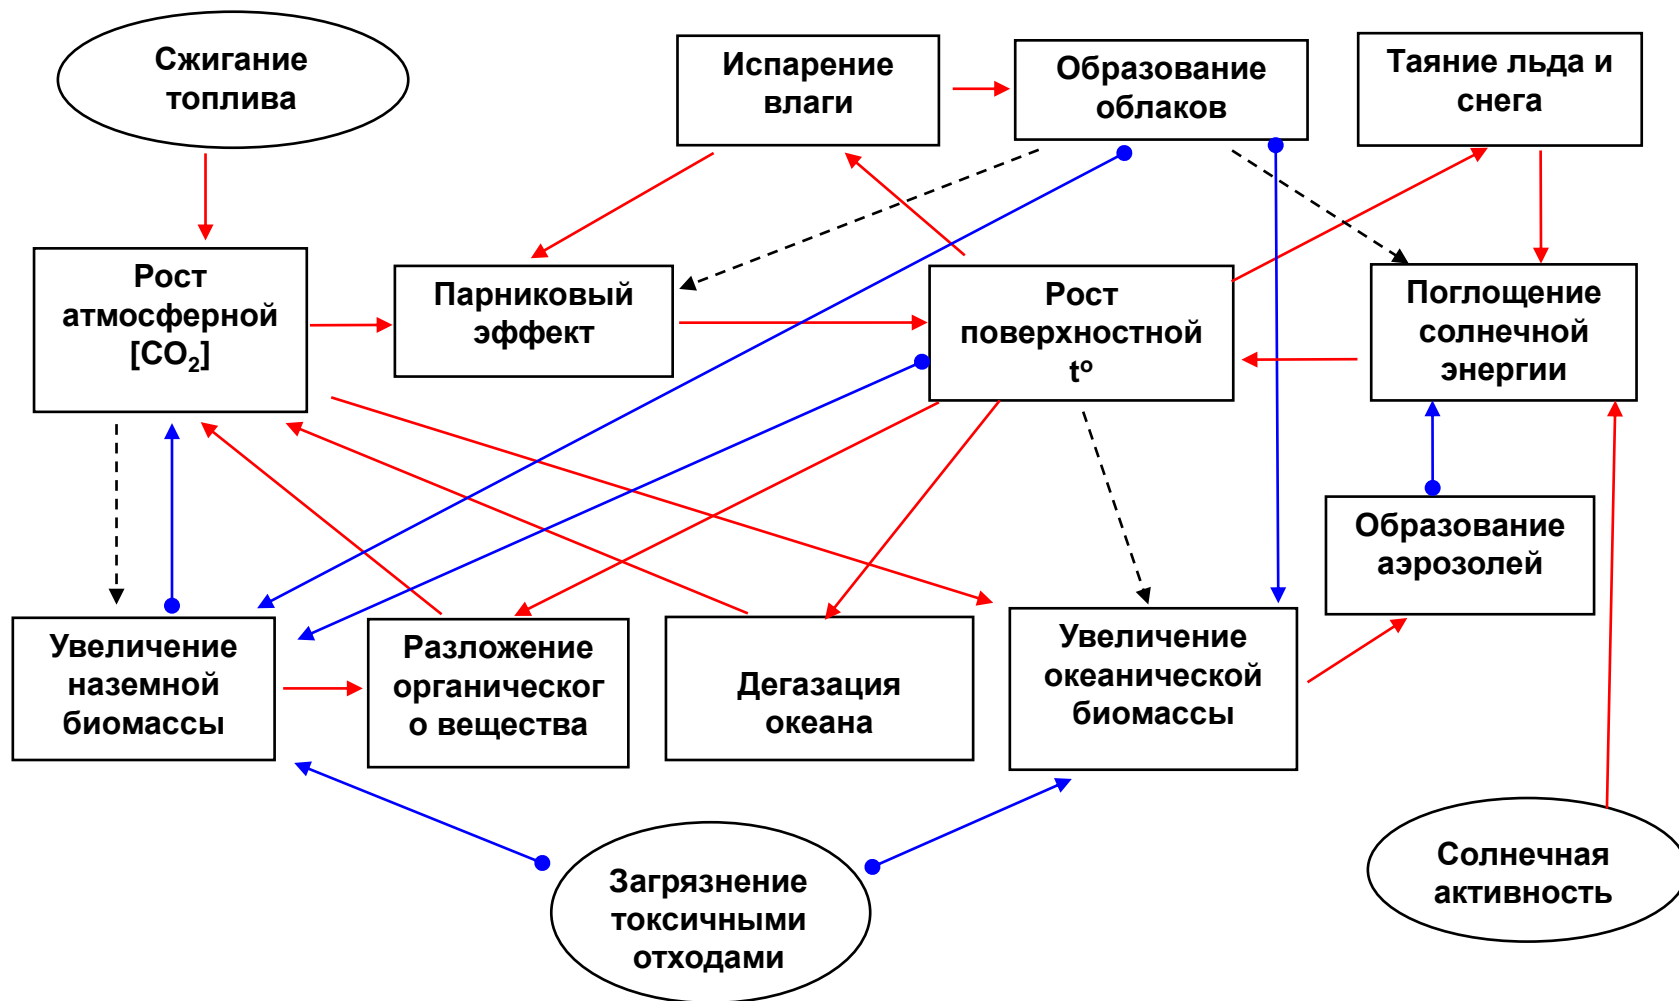 Сжигание
топлива
Испарение
влаги
Образование
облаков
Таяние льда и
снега
Рост
атмосферной
[CO₂]
Парниковый
эффект
Рост
поверхностной
tº
Поглощение
солнечной
энергии
Образование
аэрозолей
Увеличение
наземной
биомассы
Разложение
органическог
о вещества
Дегазация
океана
Увеличение
океанической
биомассы
Загрязнение
токсичными
отходами
Солнечная
активность